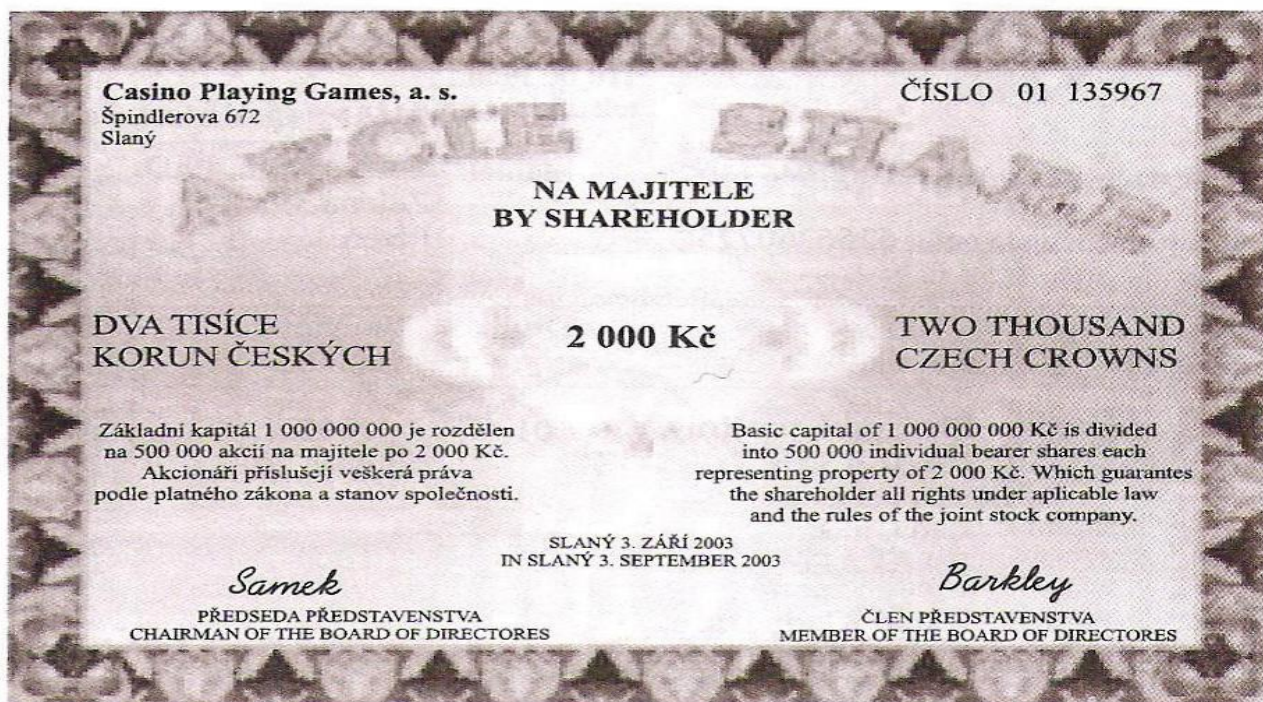 Casino Playing Games, a. s.
Špindlerova 672
Slaný
ČÍSLO 01 135967
AKCIE SHARE
NA MAJITELE
BY SHAREHOLDER
DVA TISÍCE
KORUN ČESKÝCH
2 000 Kč
TWO THOUSAND
CZECH CROWNS
Základní kapitál 1 000 000 000 je rozdělen
na 500 000 akcií na majitele po 2 000 Kč.
Akcionáři příslušejí veškerá práva
podle platného zákona a stanov společnosti.
Basic capital of 1 000 000 000 Kč is divided
into 500 000 individual bearer shares each
representing property of 2 000 Kč. Which guarantes
the shareholder all rights under aplicable law
and the rules of the joint stock company.
SLANÝ 3. ZÁŘÍ 2003
IN SLANÝ 3. SEPTEMBER 2003
Samek
PŘEDSEDA PŘEDSTAVENSTVA
CHAIRMAN OF THE BOARD OF DIRECTORES
Barkley
ČLEN PŘEDSTAVENSTVA
MEMBER OF THE BOARD OF DIRECTORES